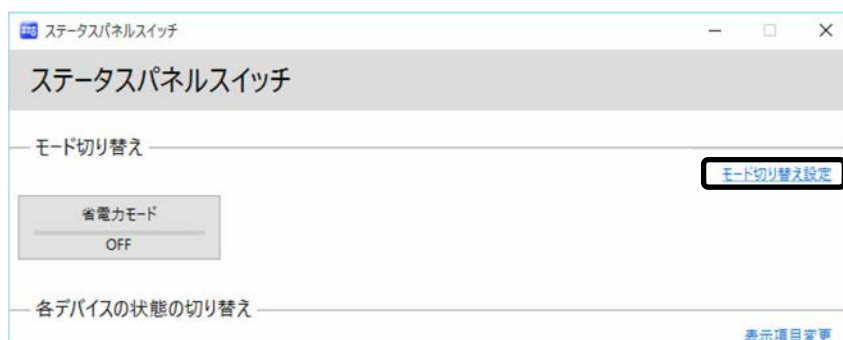 ステータスパネルスイッチ
ステータスパネルスイッチ
モード切り替え
モード切り替え設定
省電力モード
OFF
各デバイスの状態の切り替え
表示項目変更